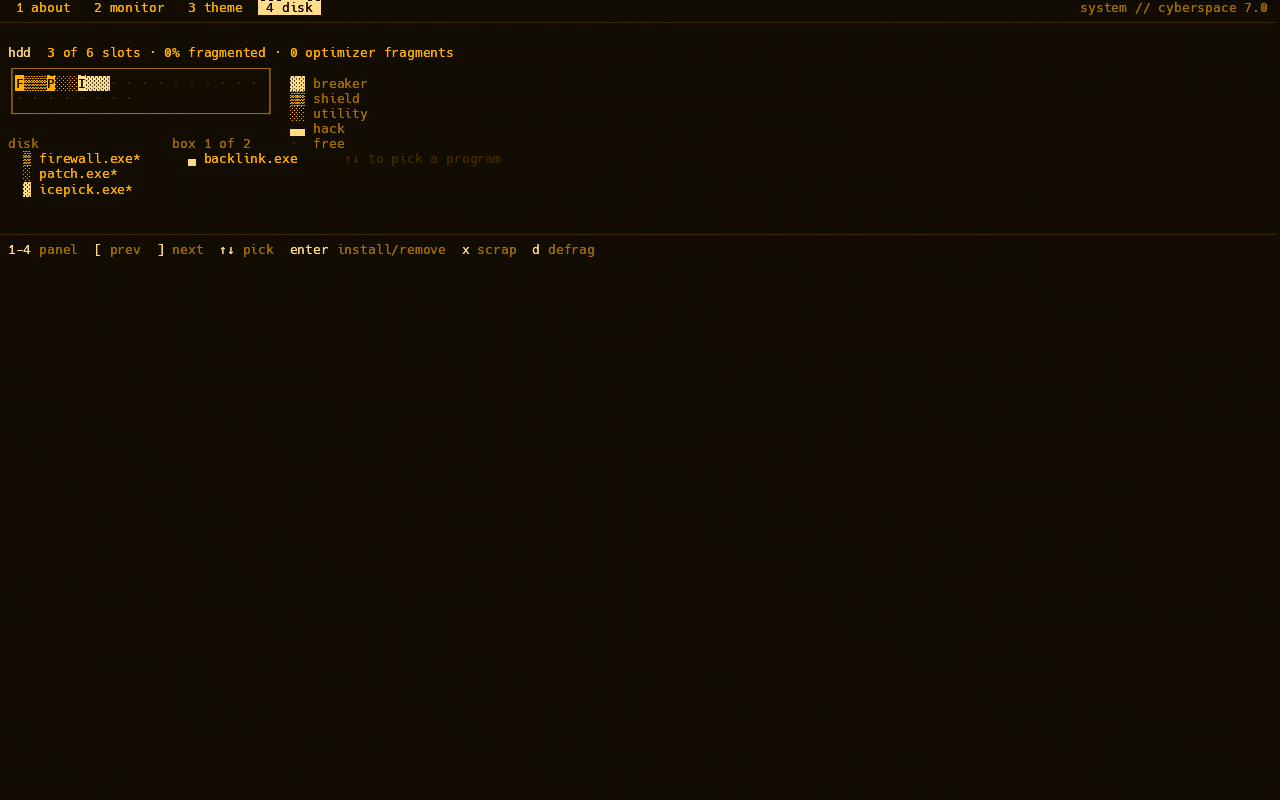 1 about 2 monitor 3 theme 4 disk system // cyberspace 7.0
hdd 3 of 6 slots · 0% fragmented · 0 optimizer fragments
F P I
breaker
shield
utility
hack
disk box 1 of 2 · free
firewall.exe* backlink.exe ↑↓ to pick a program
patch.exe*
icepick.exe*
1-4 panel [ prev ] next ↑↓ pick enter install/remove x scrap d defrag